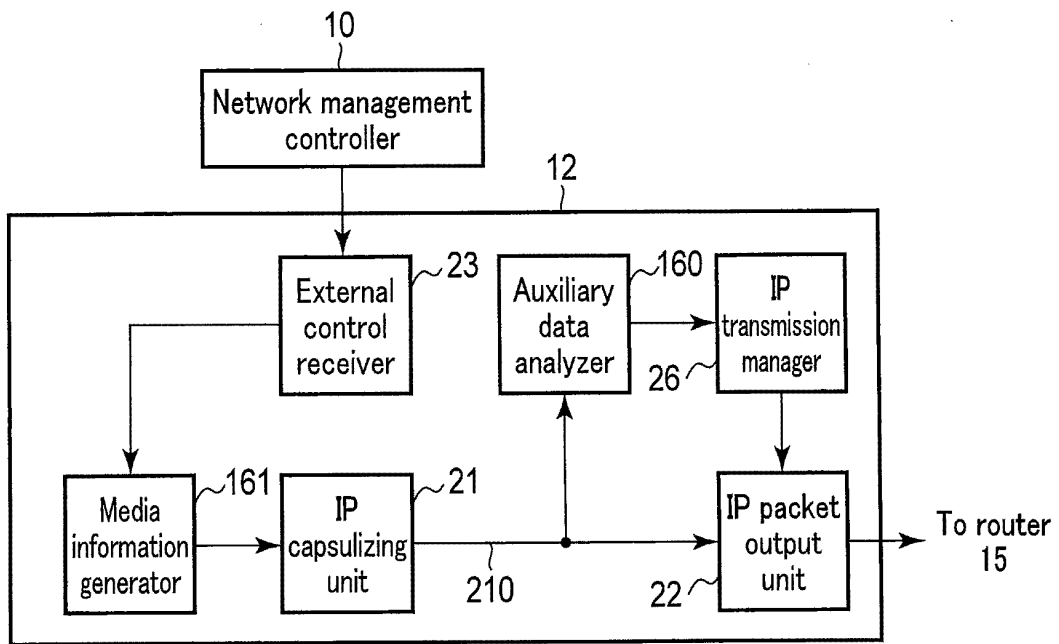 10
Network management
controller
12
External
control
receiver
23
Auxiliary
data
analyzer
160
IP
transmission
manager
26
Media
information
generator
161
IP
capsulizing
unit
21
210
IP packet
output
unit
22
To router
15